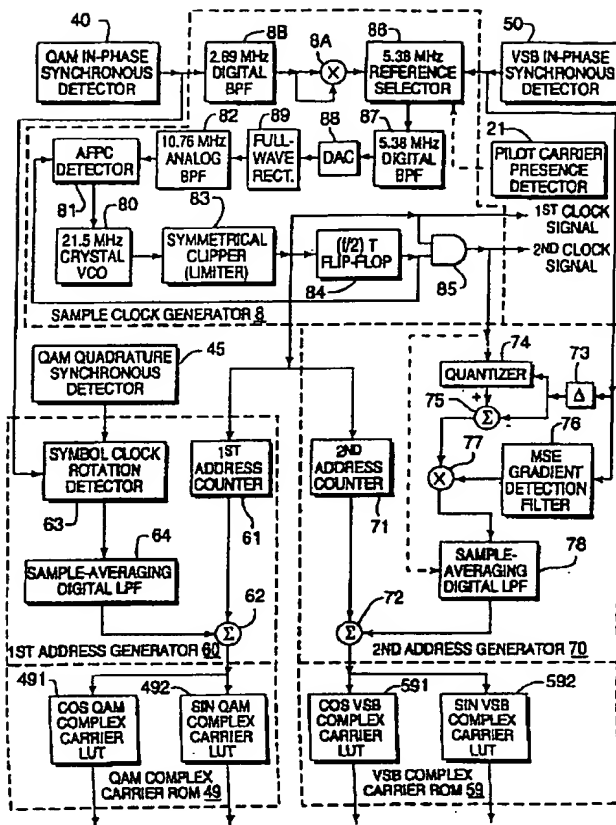 40
QAM IN-PHASE
SYNCHRONOUS
DETECTOR
8B
2.69 MHz
DIGITAL
BPF
8A
×
86
5.38 MHz
REFERENCE
SELECTOR
50
VSB IN-PHASE
SYNCHRONOUS
DETECTOR
AFPC
DETECTOR
81
82
10.76 MHz
ANALOG
BPF
89
FULL-
WAVE
RECT.
88
DAC
87
5.38 MHz
DIGITAL
BPF
21
PILOT CARRIER
PRESENCE
DETECTOR
80
21.5 MHz
CRYSTAL
VCO
83
SYMMETRICAL
CLIPPER
(LIMITER)
(f/2) T
FLIP-FLOP
84
85
1ST CLOCK
SIGNAL
2ND CLOCK
SIGNAL
SAMPLE CLOCK GENERATOR 8
45
QAM QUADRATURE
SYNCHRONOUS
DETECTOR
74
QUANTIZER
+
-
75
Σ
73
Δ
SYMBOL CLOCK
ROTATION
DETECTOR
63
1ST
ADDRESS
COUNTER
61
2ND
ADDRESS
COUNTER
71
77
×
76
MSE
GRADIENT
DETECTION
FILTER
64
SAMPLE-AVERAGING
DIGITAL LPF
SAMPLE-
AVERAGING
DIGITAL LPF
78
Σ
62
Σ
72
1ST ADDRESS GENERATOR 60
2ND ADDRESS GENERATOR 70
491
COS QAM
COMPLEX
CARRIER
LUT
492
SIN QAM
COMPLEX
CARRIER
LUT
591
COS VSB
COMPLEX
CARRIER
LUT
592
SIN VSB
COMPLEX
CARRIER
LUT
QAM COMPLEX
CARRIER ROM 49
VSB COMPLEX
CARRIER ROM 59